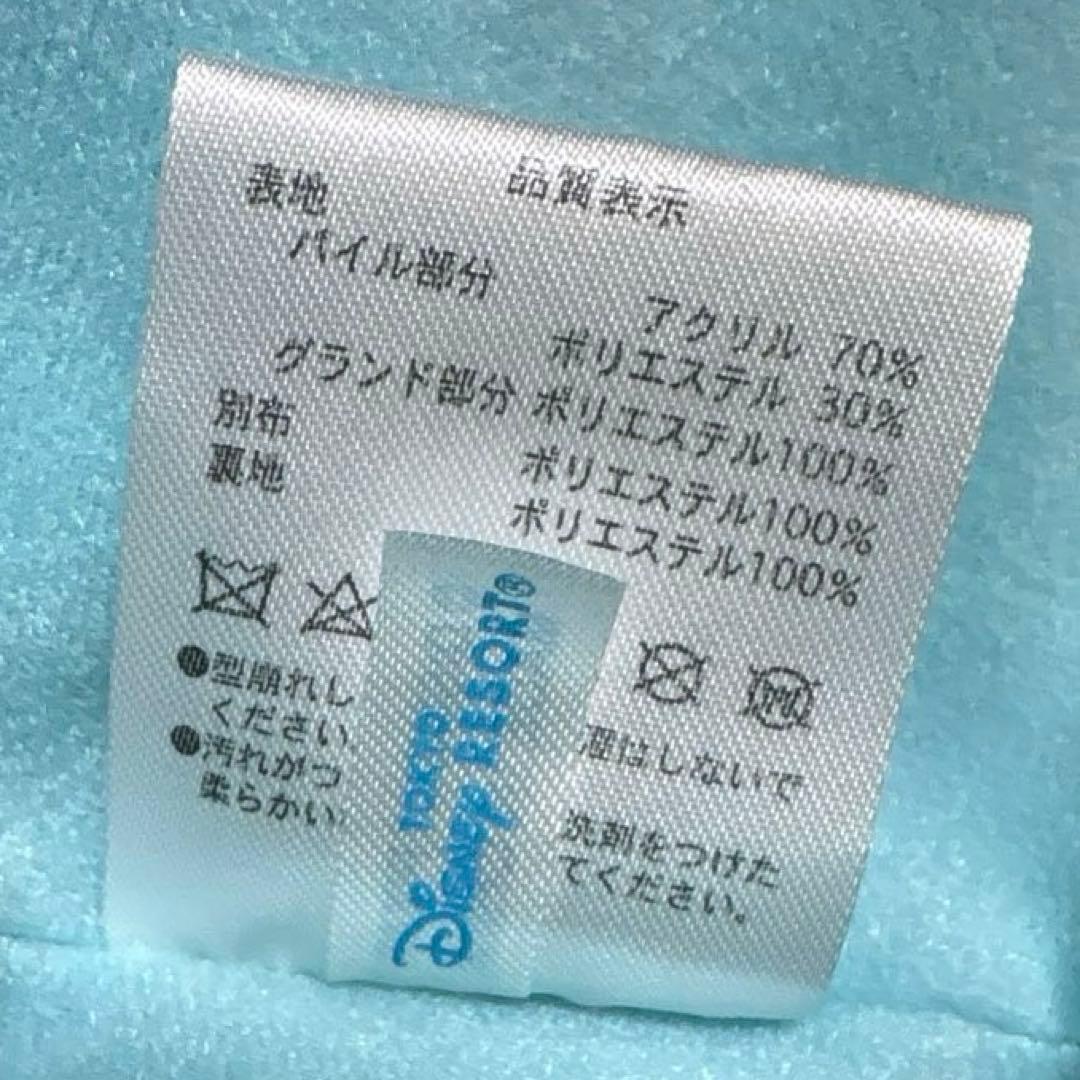 品質表示
表地
パイル部分
アクリル 70%
ポリエステル 30%
グランド部分 ポリエステル100%
別布 ポリエステル100%
裏地 ポリエステル100%
●型崩れし
はしないで
ください
●汚れがつ
洗剤をつけた
柔らかい
てください。
TOKYO
Disney RESORT®